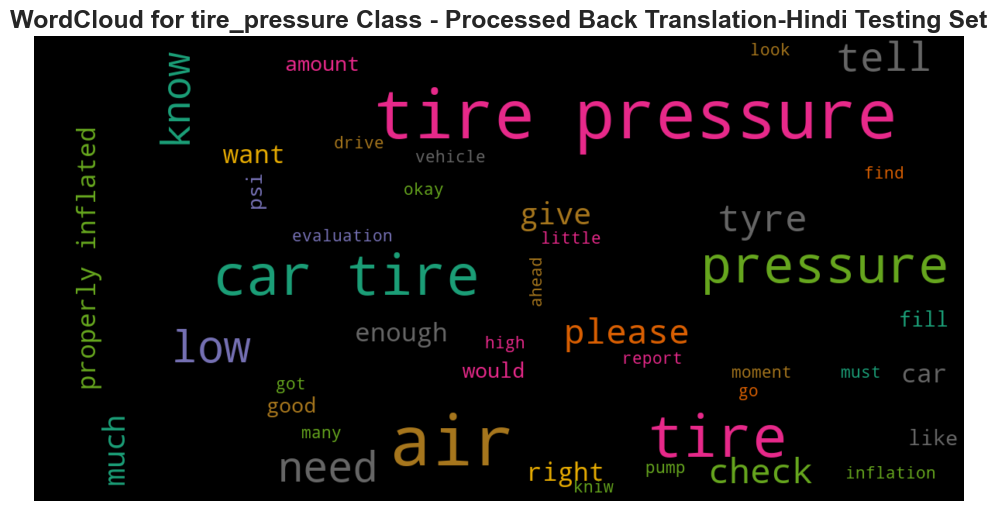 WordCloud for tire_pressure Class - Processed Back Translation-Hindi Testing Set
look
tell
amount
know
tire pressure
drive
want
vehicle
find
psi
okay
properly inflated
give
tyre
evaluation
little
car tire
pressure
ahead
fill
enough
please
low
high
report
would
moment
must
car
got
go
good
much
many
air
tire
like
need
right
pump
check
inflation
kniw